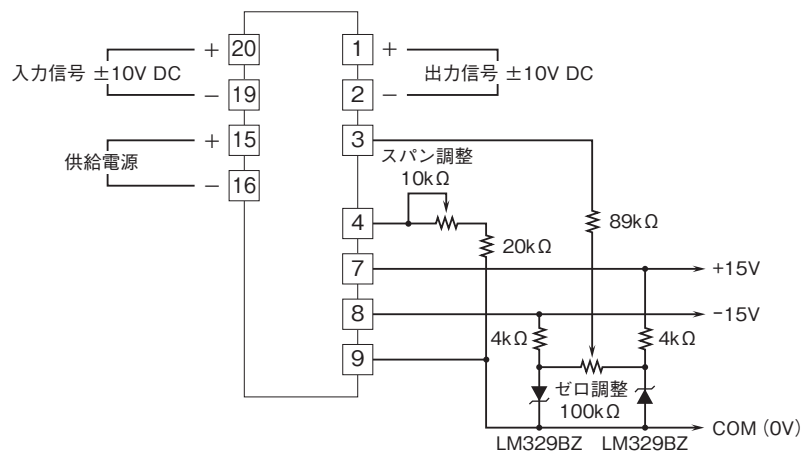 + 20
入力信号 ±10V DC
− 19
+ 15
供給電源
− 16
1 +
出力信号 ±10V DC
2 −
3
スパン調整
10kΩ
4
20kΩ
89kΩ
7
+15V
8
−15V
4kΩ
4kΩ
9
ゼロ調整
100kΩ
COM (0V)
LM329BZ
LM329BZ